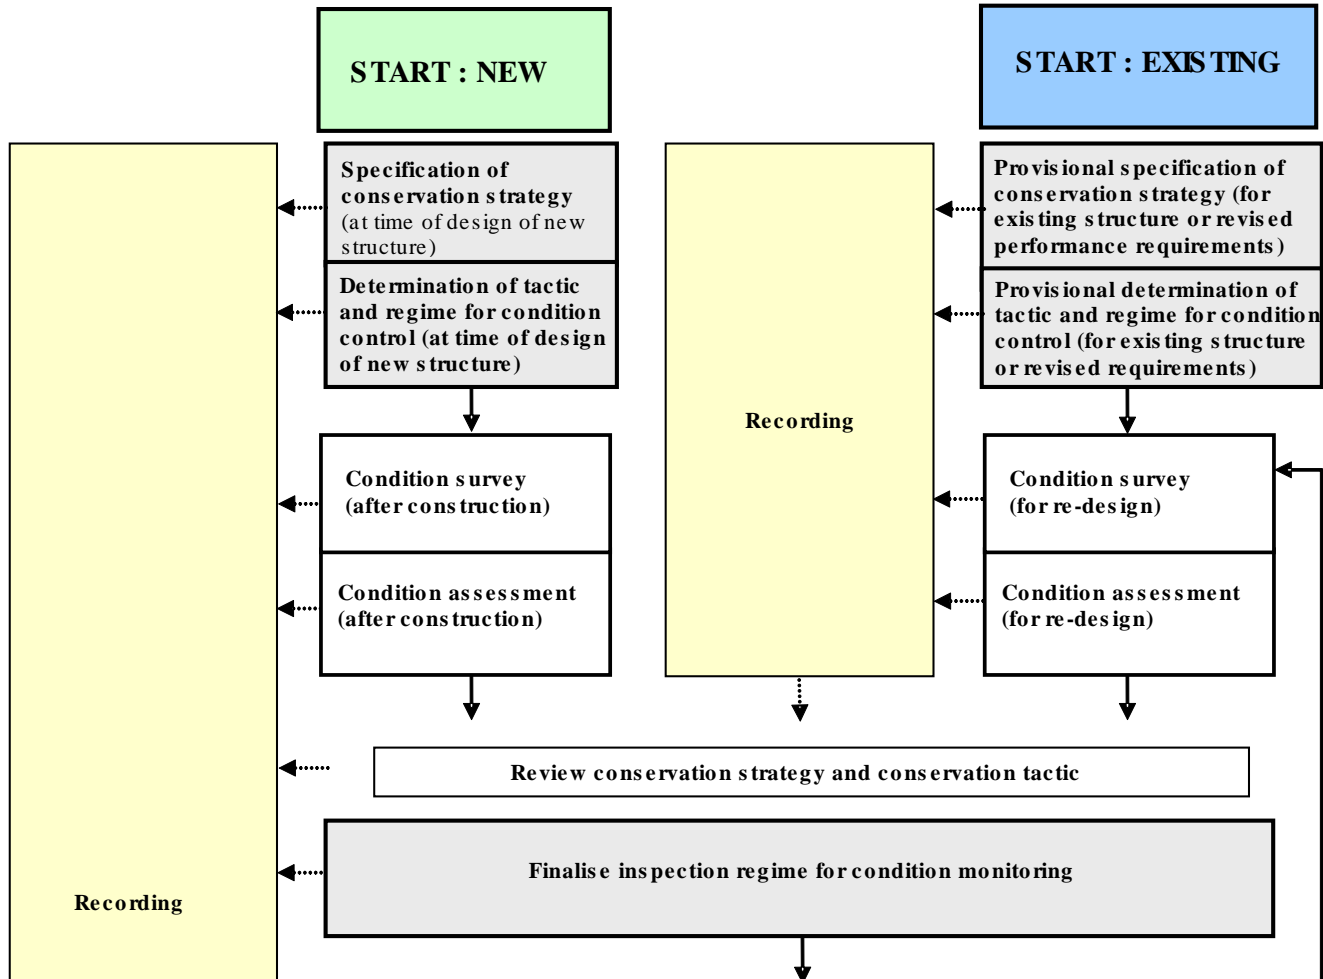 START : NEW
START : EXISTING
Specification of
conservation strategy
(at time of design of new
structure)
Determination of tactic
and regime for condition
control (at time of design
of new structure)
Provisional specification of
conservation strategy (for
existing structure or revised
performance requirements)
Provisional determination of
tactic and regime for condition
control (for existing structure
or revised requirements)
Recording
Condition survey
(after construction)
Condition assessment
(after construction)
Condition survey
(for re-design)
Condition assessment
(for re-design)
Review conservation strategy and conservation tactic
Finalise inspection regime for condition monitoring
Recording